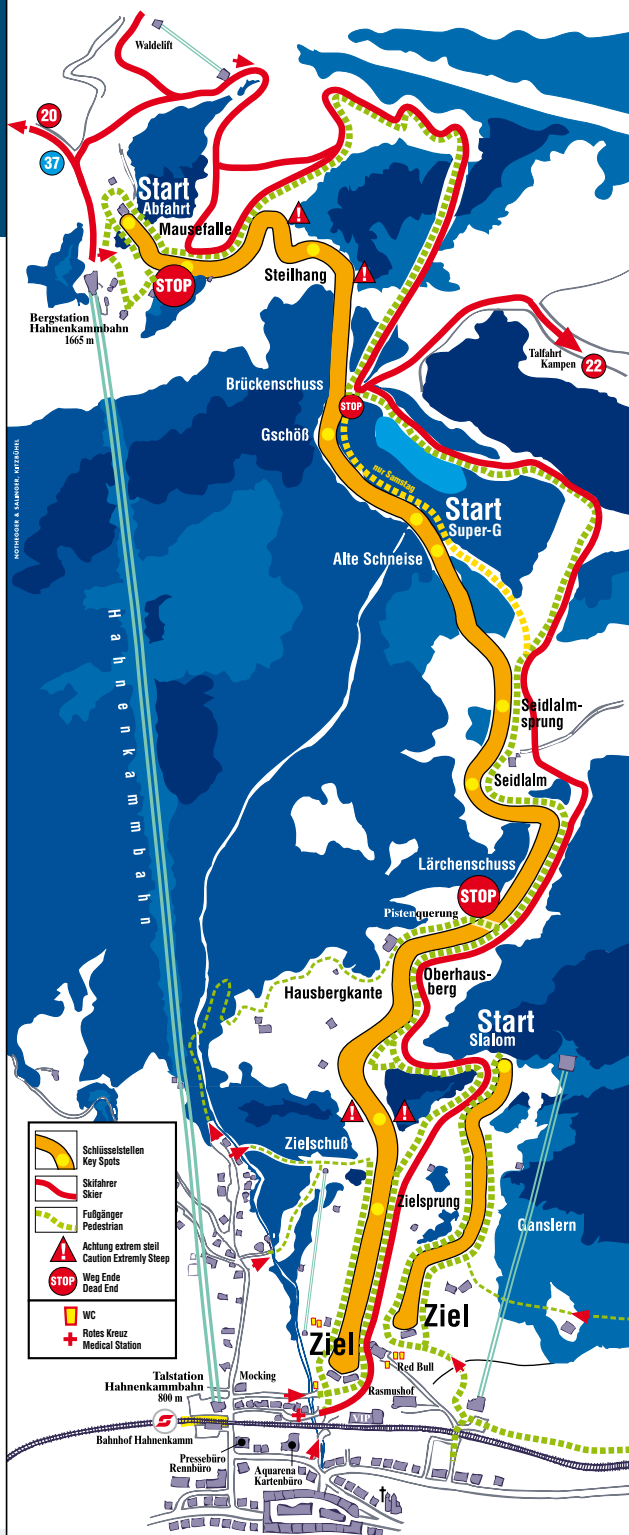 Waldelift
20
37
Start
Abfahrt
Mausefalle
!
Steilhang
STOP
!
Bergstation
Hahnenkammbahn
1665 m
Talfahrt
Kampen
22
Brückenschuss
STOP
Gschöß
nur Samstag
Start
Super-G
NOTHEGGER & SALINGER, KITZBÜHEL
Alte Schneise
Hahnenkammbahn
Seidlalm-
sprung
Seidlalm
Lärchenschuss
STOP
Pistenquerung
Oberhaus-
berg
Hausbergkante
Start
Slalom
!
!
Zielschuß
Zielsprung
Ganslern
Schlüsselstellen
Key Spots
Skifahrer
Skier
Fußgänger
Pedestrian
!
Achtung extrem steil
Caution Extremly Steep
STOP
Weg Ende
Dead End
WC
Rotes Kreuz
Medical Station
Ziel
Ziel
Red Bull
Rasmushof
Talstation
Hahnenkammbahn
800 m
Mocking
VIP
S
Bahnhof Hahnenkamm
Pressebüro
Rennbüro
Aquarena
Kartenbüro